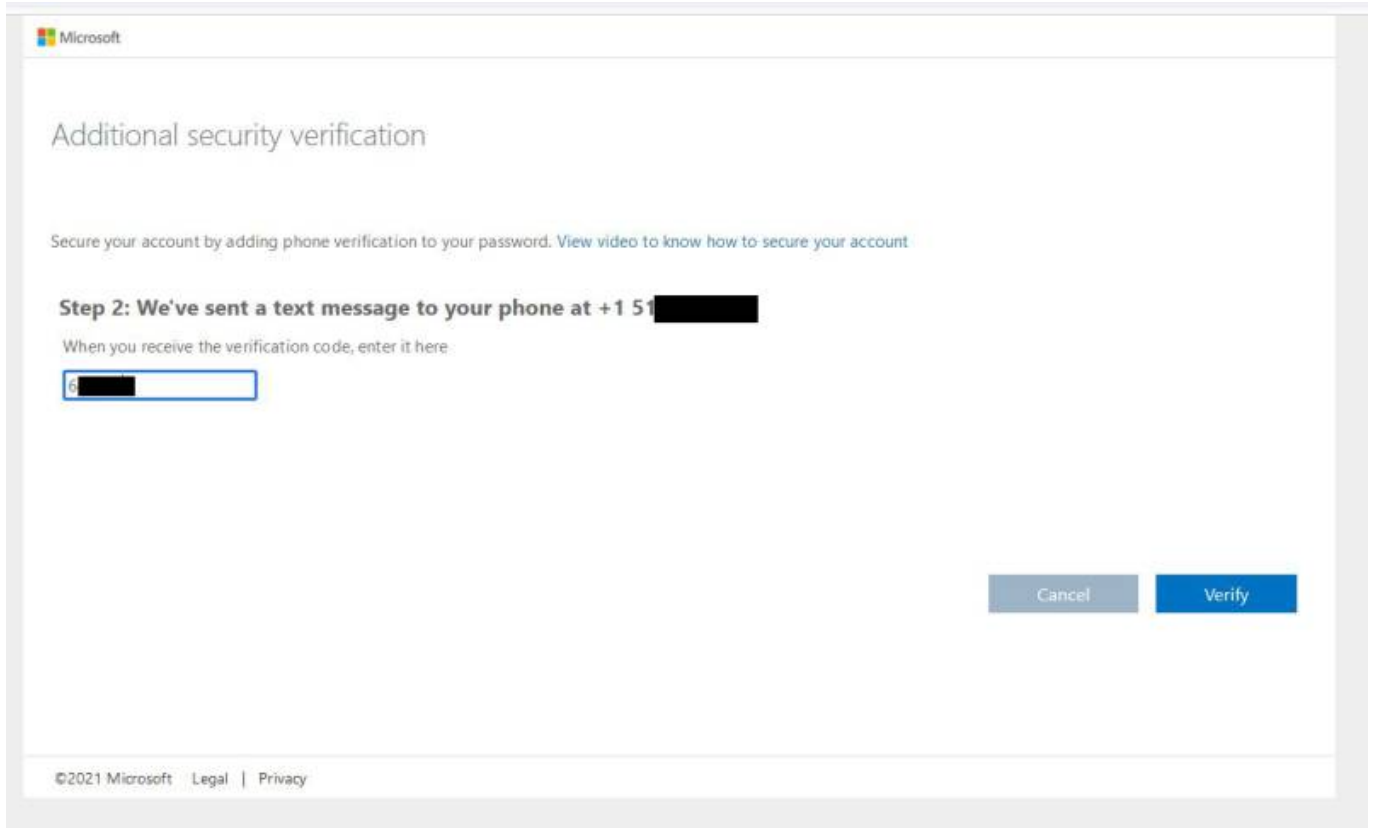 Microsoft
Additional security verification
Secure your account by adding phone verification to your password. View video to know how to secure your account
Step 2: We've sent a text message to your phone at +1 51
When you receive the verification code, enter it here
6
Cancel Verify
©2021 Microsoft Legal | Privacy